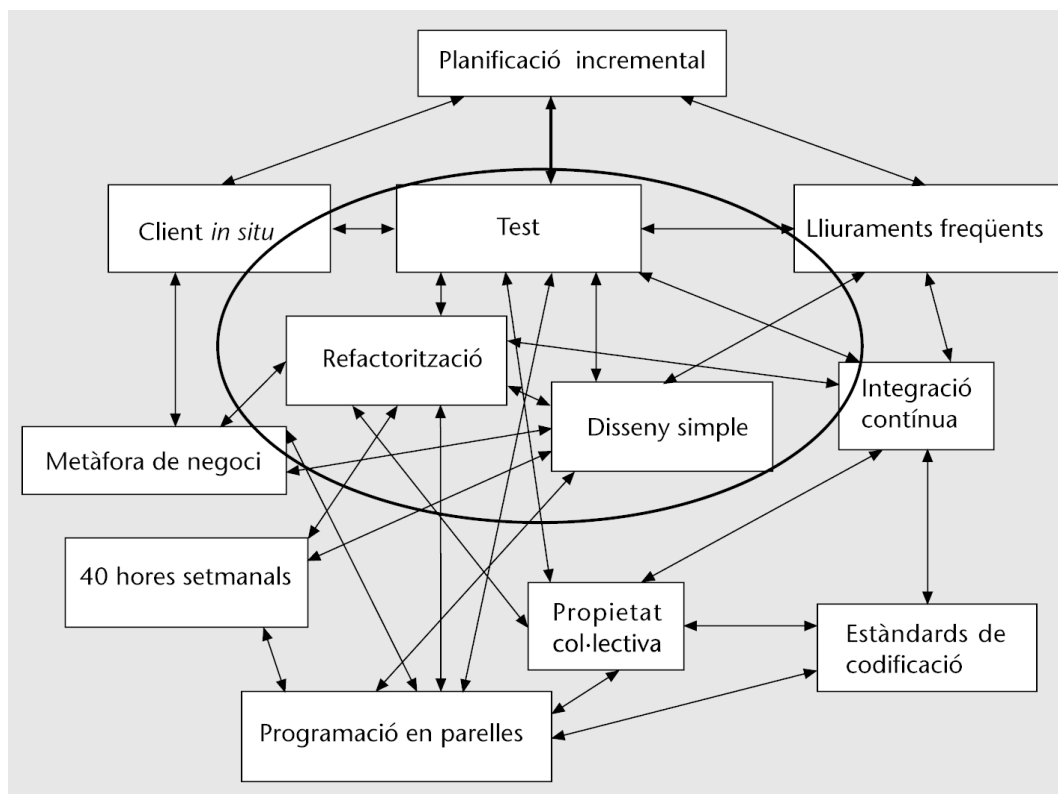 Planificació incremental
Client in situ
Test
Lliuraments freqüents
Refactorització
Integració
contínua
Disseny simple
Metàfora de negoci
40 hores setmanals
Propietat
col·lectiva
Estàndards de
codificació
Programació en parelles